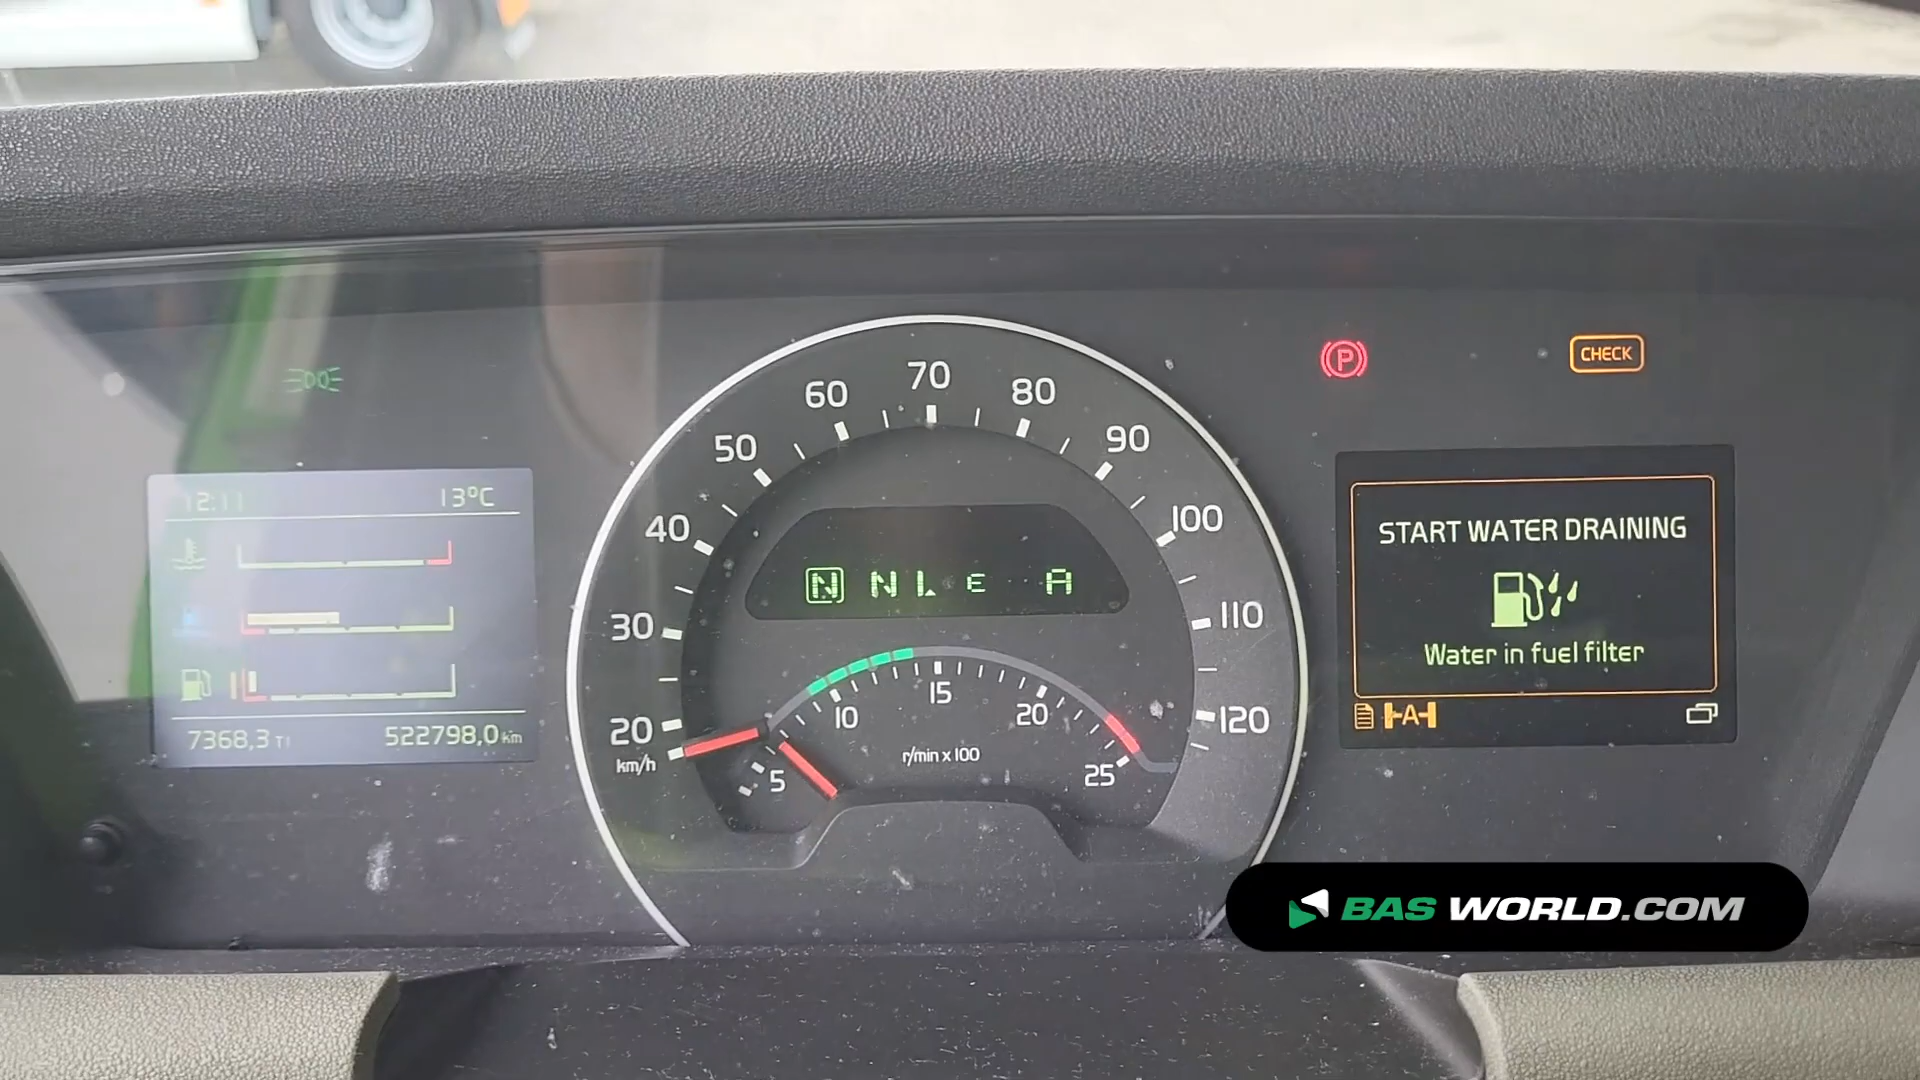 12:11 13°C
7368,3 T1 522798,0 km
20 30 40 50 60 70 80 90 100 110 120
km/h
N N L E A
5 10 15 20 25
r/min x 100
P
CHECK
START WATER DRAINING
Water in fuel filter
A
BAS WORLD.COM